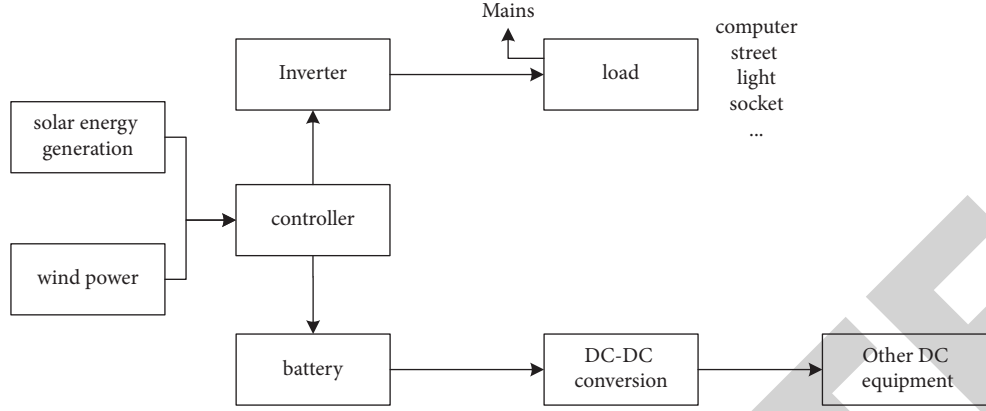 Mains
Inverter
load
computer
street
light
socket
...
solar energy
generation
controller
wind power
battery
DC-DC
conversion
Other DC
equipment